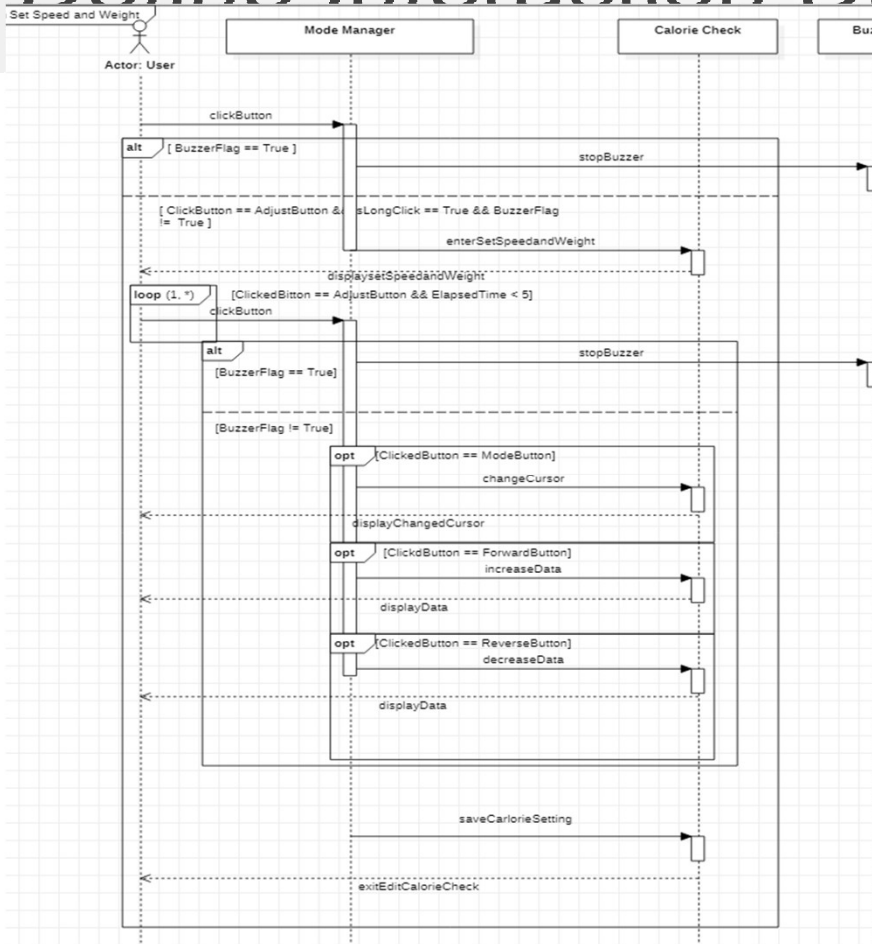 Set Speed and Weight
Mode Manager
Calorie Check
Actor: User
clickButton
alt
[ BuzzerFlag == True ]
stopBuzzer
[ ClickButton == AdjustButton && sLongClick == True && BuzzerFlag
!= True ]
enterSetSpeedandWeight
displaysetSpeedandWeight
loop (1, *)
[ClickedBitton == AdjustButton && ElapsedTime < 5]
clickButton
alt
stopBuzzer
[BuzzerFlag == True]
[BuzzerFlag != True]
opt
[ClickedButton == ModeButton]
changeCursor
displayChangedCursor
opt
[ClickdButton == ForwardButton]
increaseData
displayData
opt
[ClickedButton == ReverseButton]
decreaseData
displayData
saveCarlorieSetting
exitEditCalorieCheck